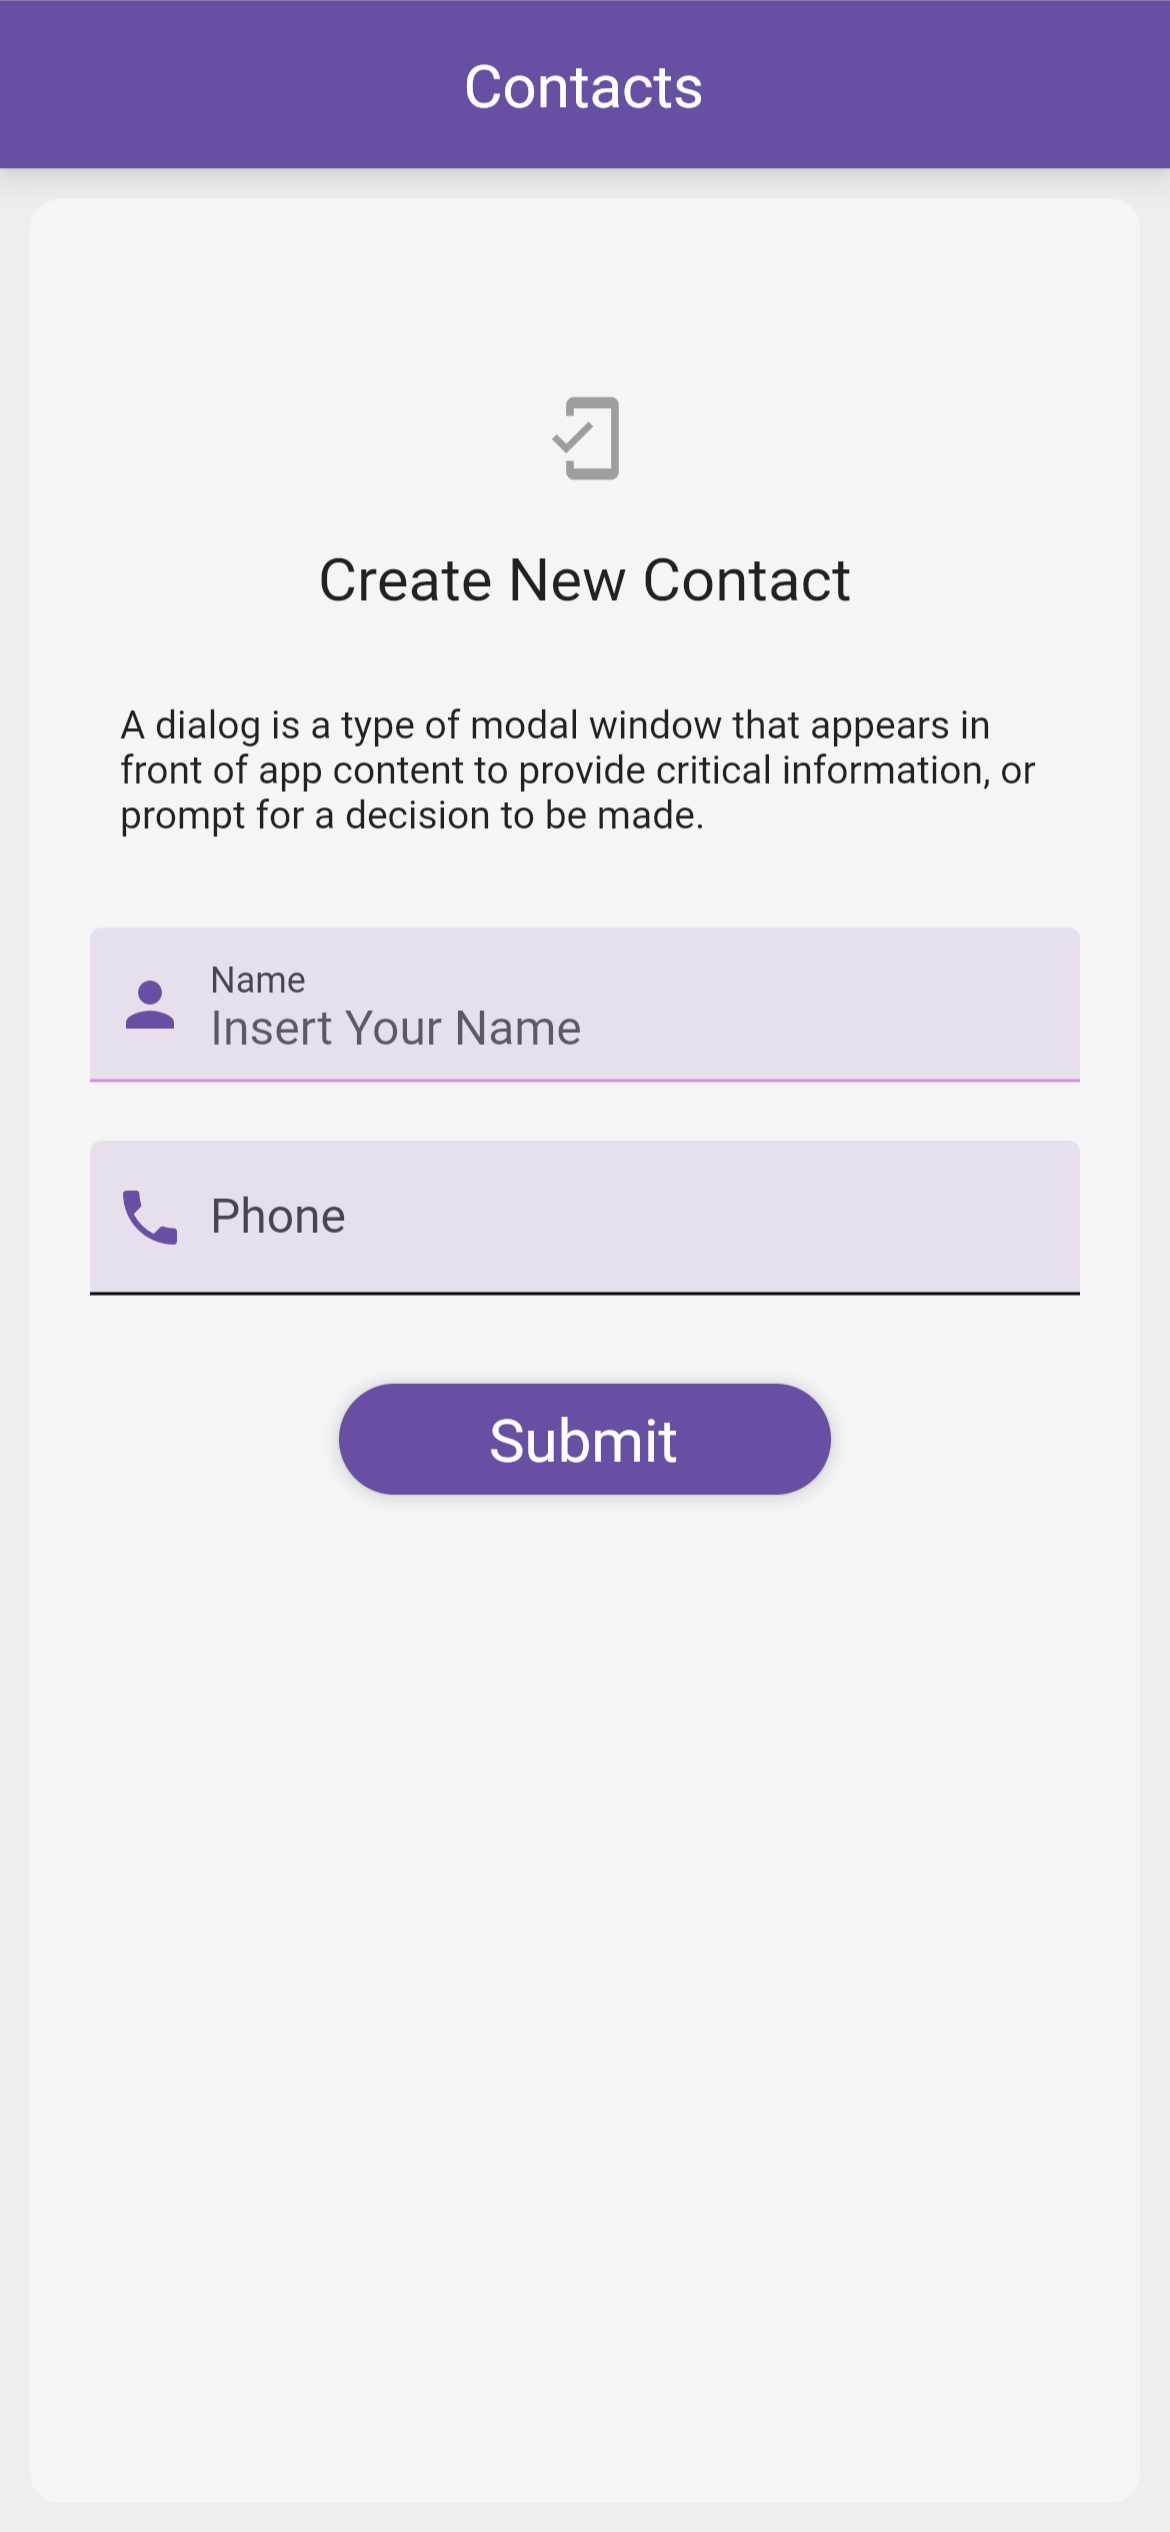 Contacts
Create New Contact
A dialog is a type of modal window that appears in
front of app content to provide critical information, or
prompt for a decision to be made.
Name
Insert Your Name
Phone
Submit